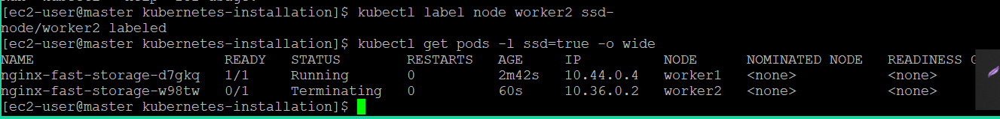 [ec2-user@master kubernetes-installation]$ kubectl label node worker2 ssd-
node/worker2 labeled
[ec2-user@master kubernetes-installation]$ kubectl get pods -l ssd=true -o wide
NAME READY STATUS RESTARTS AGE IP NODE NOMINATED NODE READINESS G
nginx-fast-storage-d7gkq 1/1 Running 0 2m42s 10.44.0.4 worker1 <none> <none>
nginx-fast-storage-w98tw 0/1 Terminating 0 60s 10.36.0.2 worker2 <none> <none>
[ec2-user@master kubernetes-installation]$